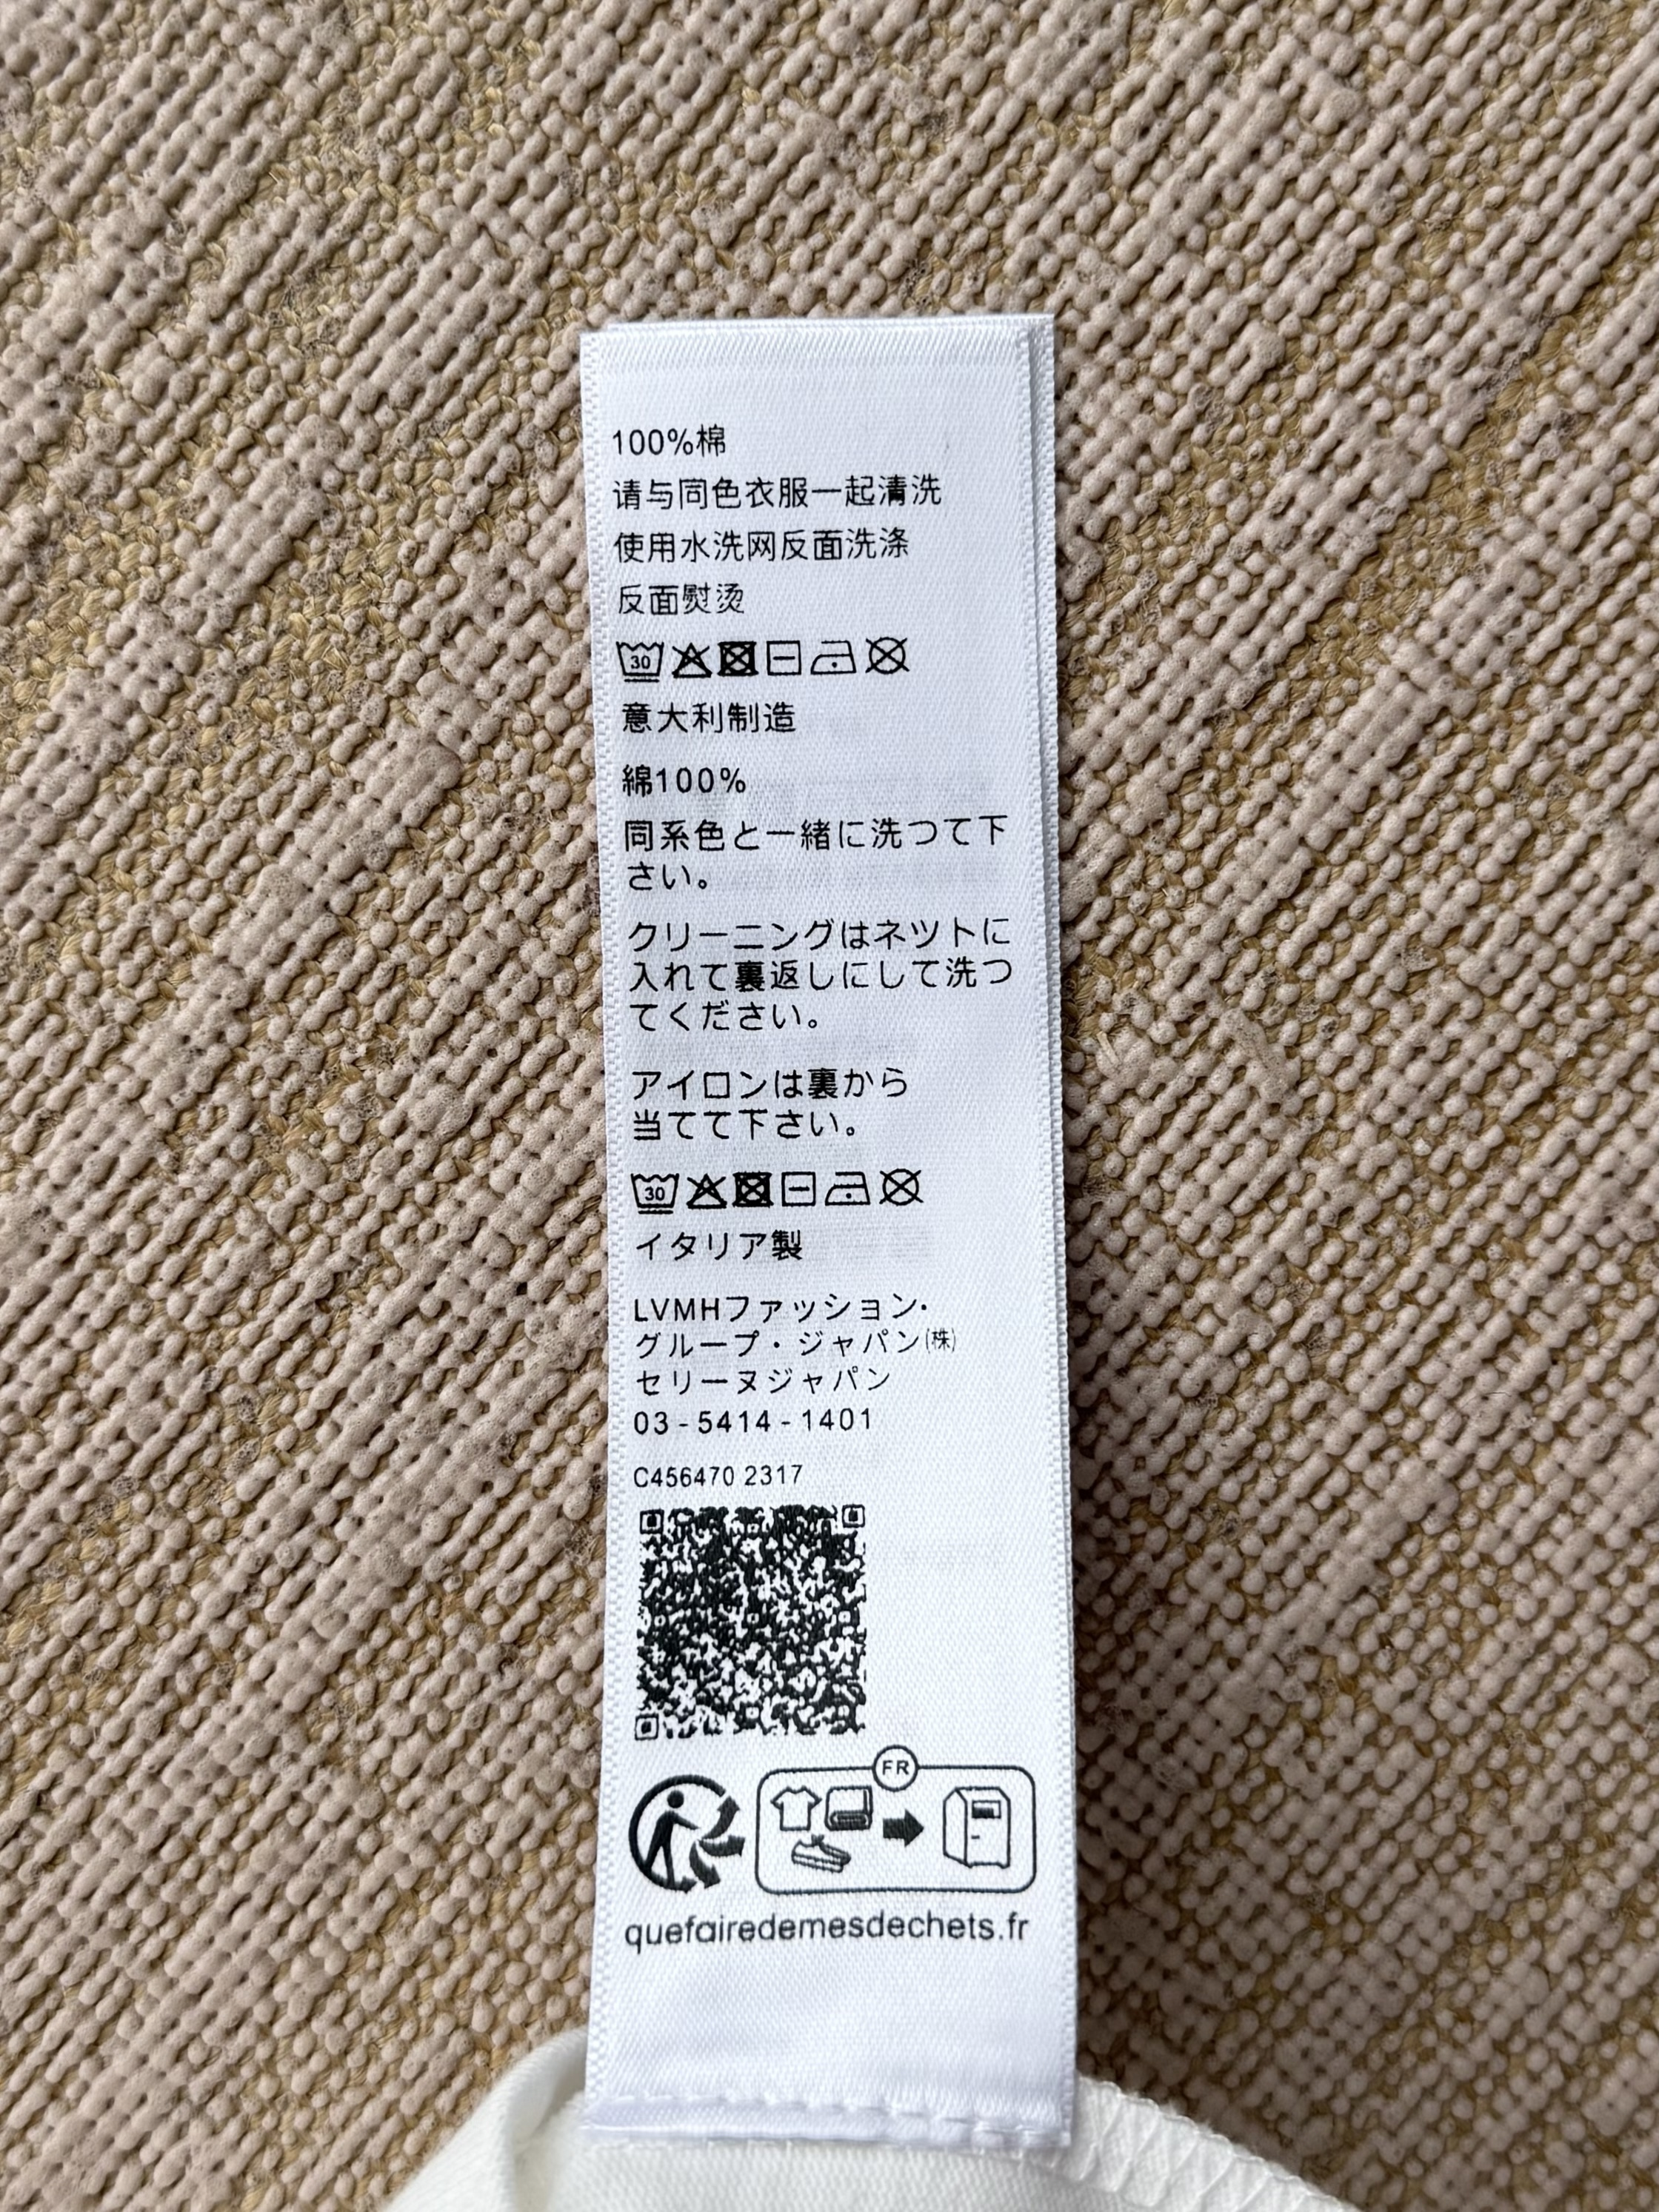 100%棉
请与同色衣服一起清洗
使用水洗网反面洗涤
反面熨烫
30
意大利制造
綿100%
同系色と一緒に洗つて下
さい。
クリーニングはネツトに
入れて裏返しにして洗つ
てください。
アイロンは裏から
当てて下さい。
30
イタリア製
LVMHファッション・
グループ・ジャパン㈱
セリーヌジャパン
03-5414-1401
C456470 2317
FR
quefairedemesdechets.fr